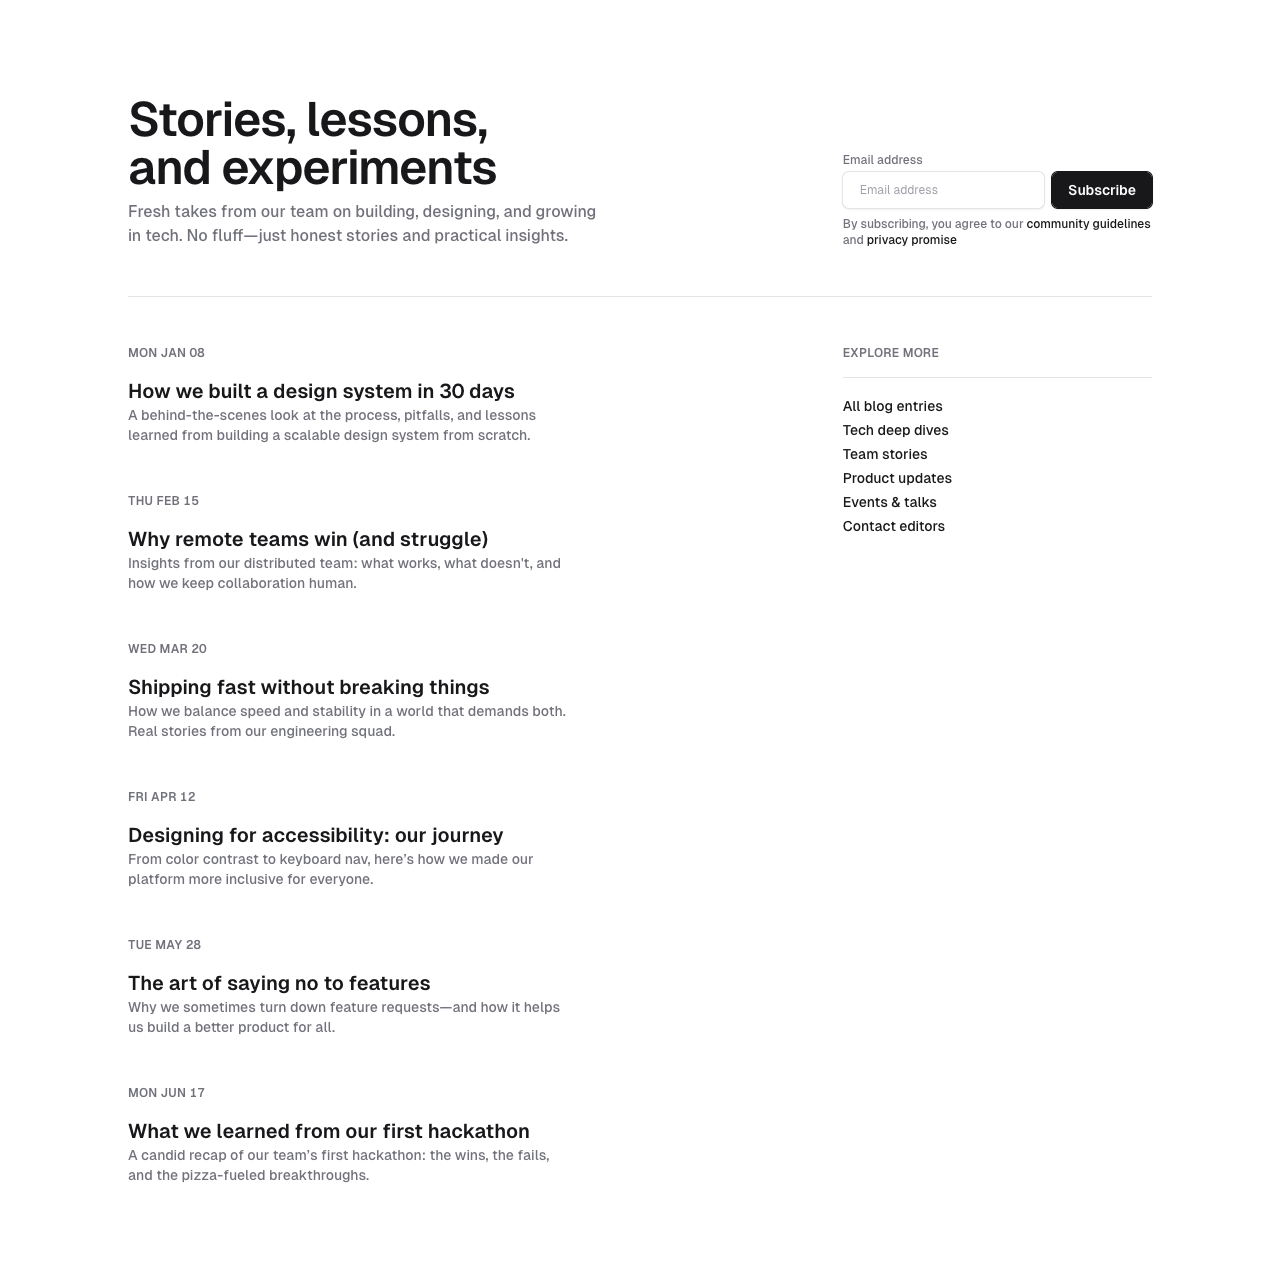 Stories, lessons,
and experiments
Fresh takes from our team on building, designing, and growing
in tech. No fluff—just honest stories and practical insights.
Email address
Email address
Subscribe
By subscribing, you agree to our community guidelines
and privacy promise
MON JAN 08
How we built a design system in 30 days
A behind-the-scenes look at the process, pitfalls, and lessons
learned from building a scalable design system from scratch.
THU FEB 15
Why remote teams win (and struggle)
Insights from our distributed team: what works, what doesn't, and
how we keep collaboration human.
WED MAR 20
Shipping fast without breaking things
How we balance speed and stability in a world that demands both.
Real stories from our engineering squad.
FRI APR 12
Designing for accessibility: our journey
From color contrast to keyboard nav, here’s how we made our
platform more inclusive for everyone.
TUE MAY 28
The art of saying no to features
Why we sometimes turn down feature requests—and how it helps
us build a better product for all.
MON JUN 17
What we learned from our first hackathon
A candid recap of our team’s first hackathon: the wins, the fails,
and the pizza-fueled breakthroughs.
EXPLORE MORE
All blog entries
Tech deep dives
Team stories
Product updates
Events & talks
Contact editors